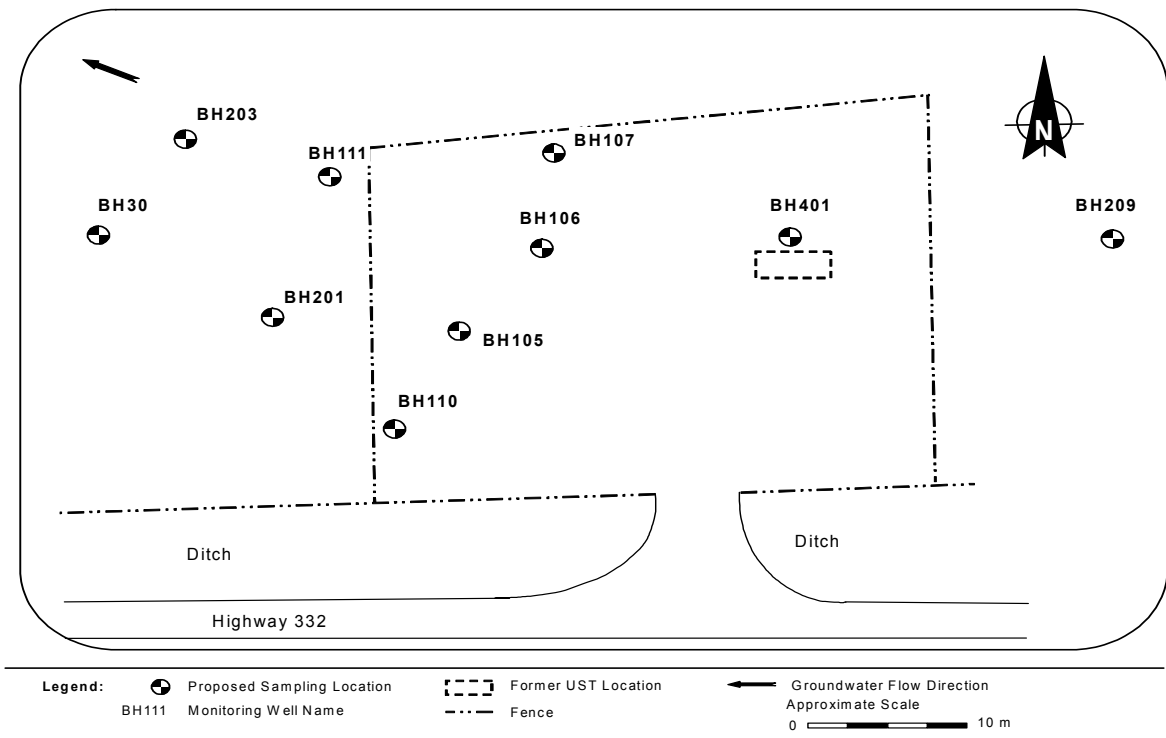 BH203
BH111
BH107
N
BH30
BH106
BH401
BH209
BH201
BH105
BH110
Ditch
Ditch
Highway 332
Legend:
Proposed Sampling Location
Former UST Location
Groundwater Flow Direction
BH111 Monitoring Well Name
Fence
Approximate Scale
0 10 m